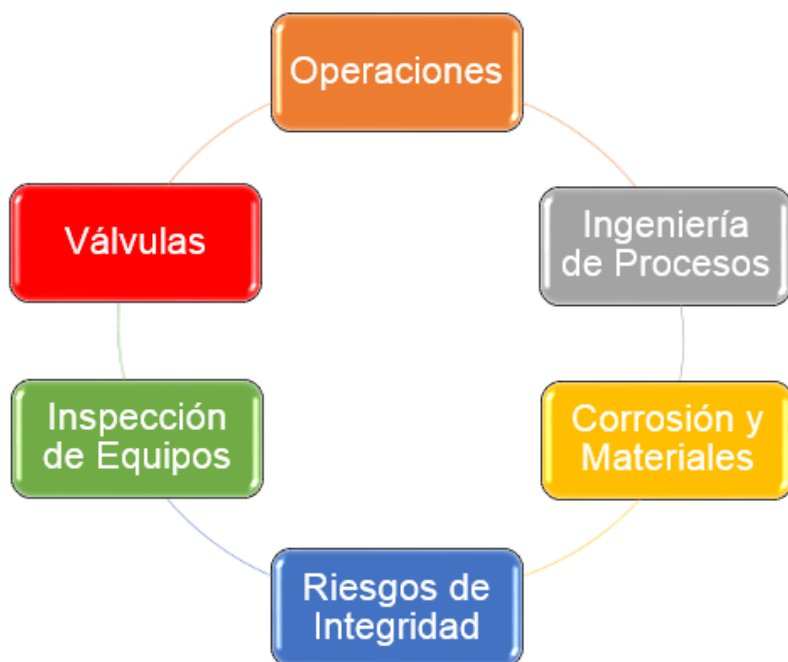 Operaciones
Ingeniería
de Procesos
Corrosión y
Materiales
Riesgos de
Integridad
Inspección
de Equipos
Válvulas